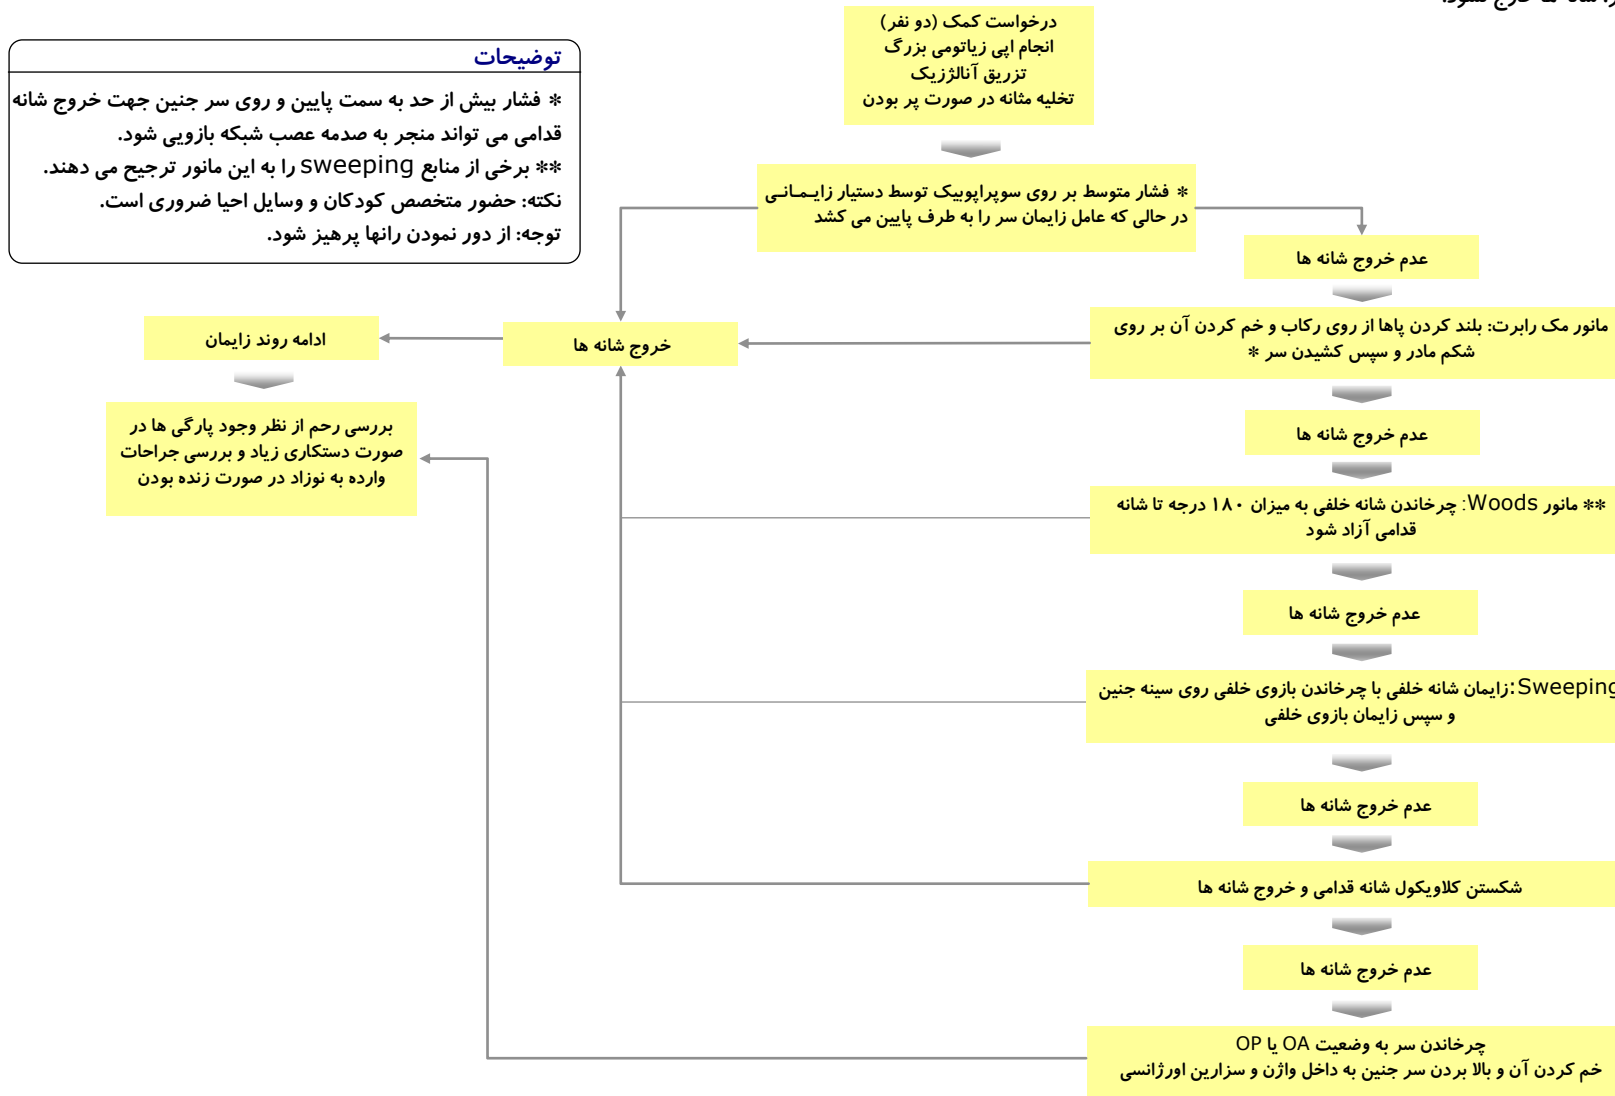 درخواست کمک (دو نفر)
انجام اپی زیاتومی بزرگ
تزریق آنالژزیک
تخلیه مثانه در صورت پر بودن
توضیحات
* فشار بیش از حد به سمت پایین و روی سر جنین جهت خروج شانه
قدامی می تواند منجر به صدمه عصب شبکه بازویی شود.
** برخی از منابع sweeping را به این مانور ترجیح می دهند.
نکته: حضور متخصص کودکان و وسایل احیا ضروری است.
توجه: از دور نمودن رانها پرهیز شود.
* فشار متوسط بر روی سوپراپوبیک توسط دستیار زایـمـانـی
در حالی که عامل زایمان سر را به طرف پایین می کشد
عدم خروج شانه ها
مانور مک رابرت: بلند کردن پاها از روی رکاب و خم کردن آن بر روی
شکم مادر و سپس کشیدن سر *
خروج شانه ها
ادامه روند زایمان
بررسی رحم از نظر وجود پارگی ها در
صورت دستکاری زیاد و بررسی جراحات
وارده به نوزاد در صورت زنده بودن
عدم خروج شانه ها
** مانور Woods: چرخاندن شانه خلفی به میزان ۱۸۰ درجه تا شانه
قدامی آزاد شود
عدم خروج شانه ها
Sweeping: زایمان شانه خلفی با چرخاندن بازوی خلفی روی سینه جنین
و سپس زایمان بازوی خلفی
عدم خروج شانه ها
شکستن کلاویکول شانه قدامی و خروج شانه ها
عدم خروج شانه ها
چرخاندن سر به وضعیت OA یا OP
خم کردن آن و بالا بردن سر جنین به داخل واژن و سزارین اورژانسی